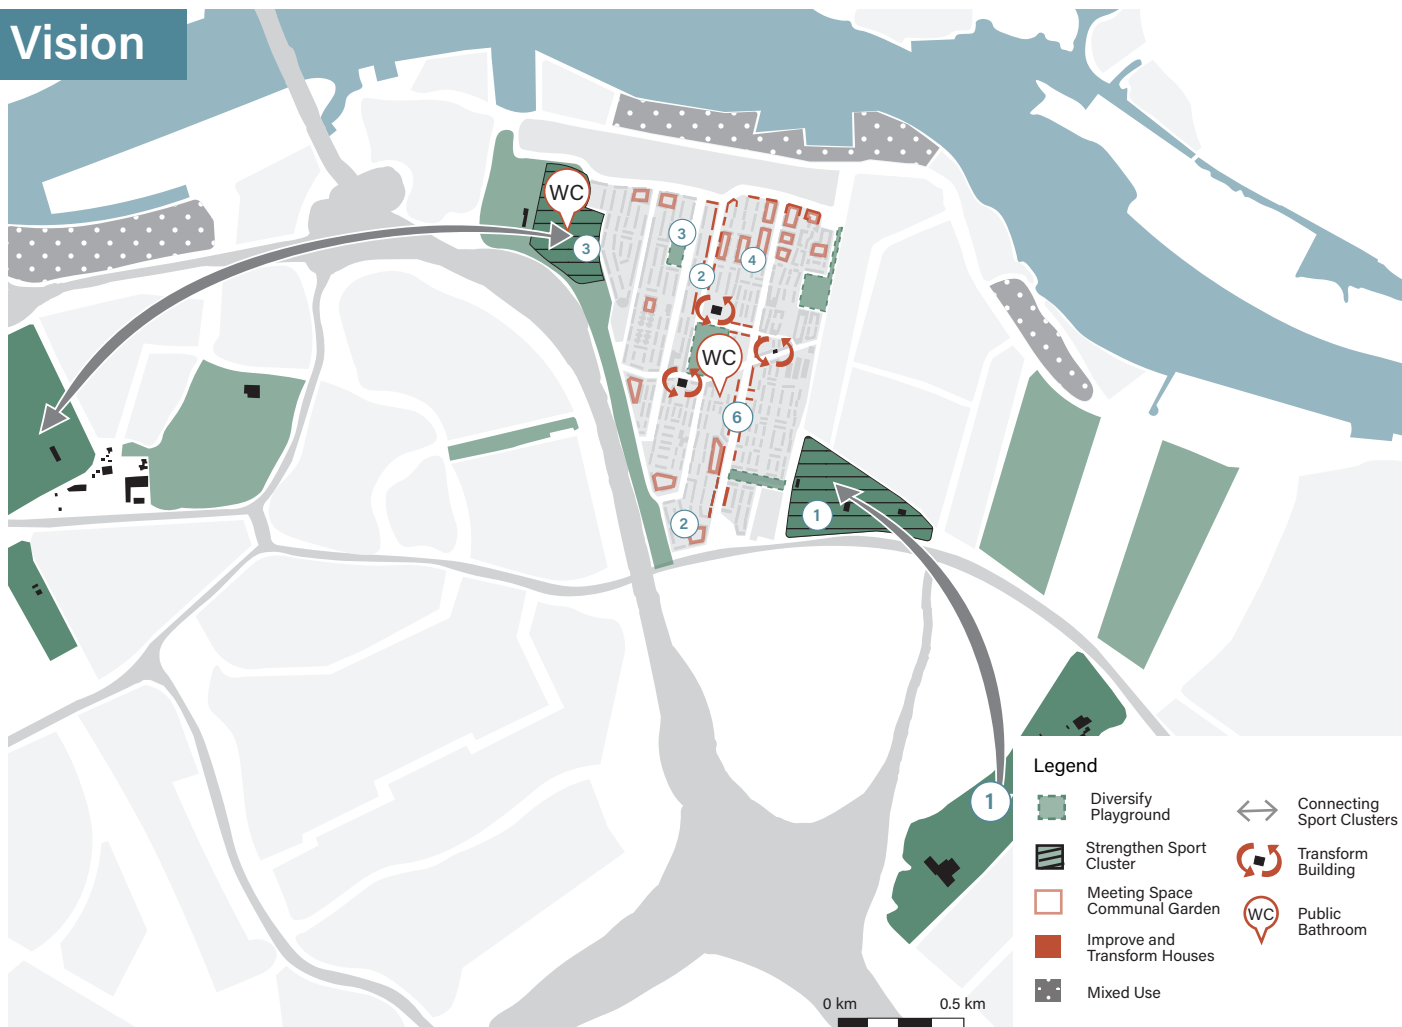 Vision
WC
3
3
4
2
WC
6
1
2
1
Legend
Diversify
Playground
Strengthen Sport
Cluster
Meeting Space
Communal Garden
Improve and
Transform Houses
Mixed Use
Connecting
Sport Clusters
Transform
Building
WC
Public
Bathroom
0 km
0.5 km